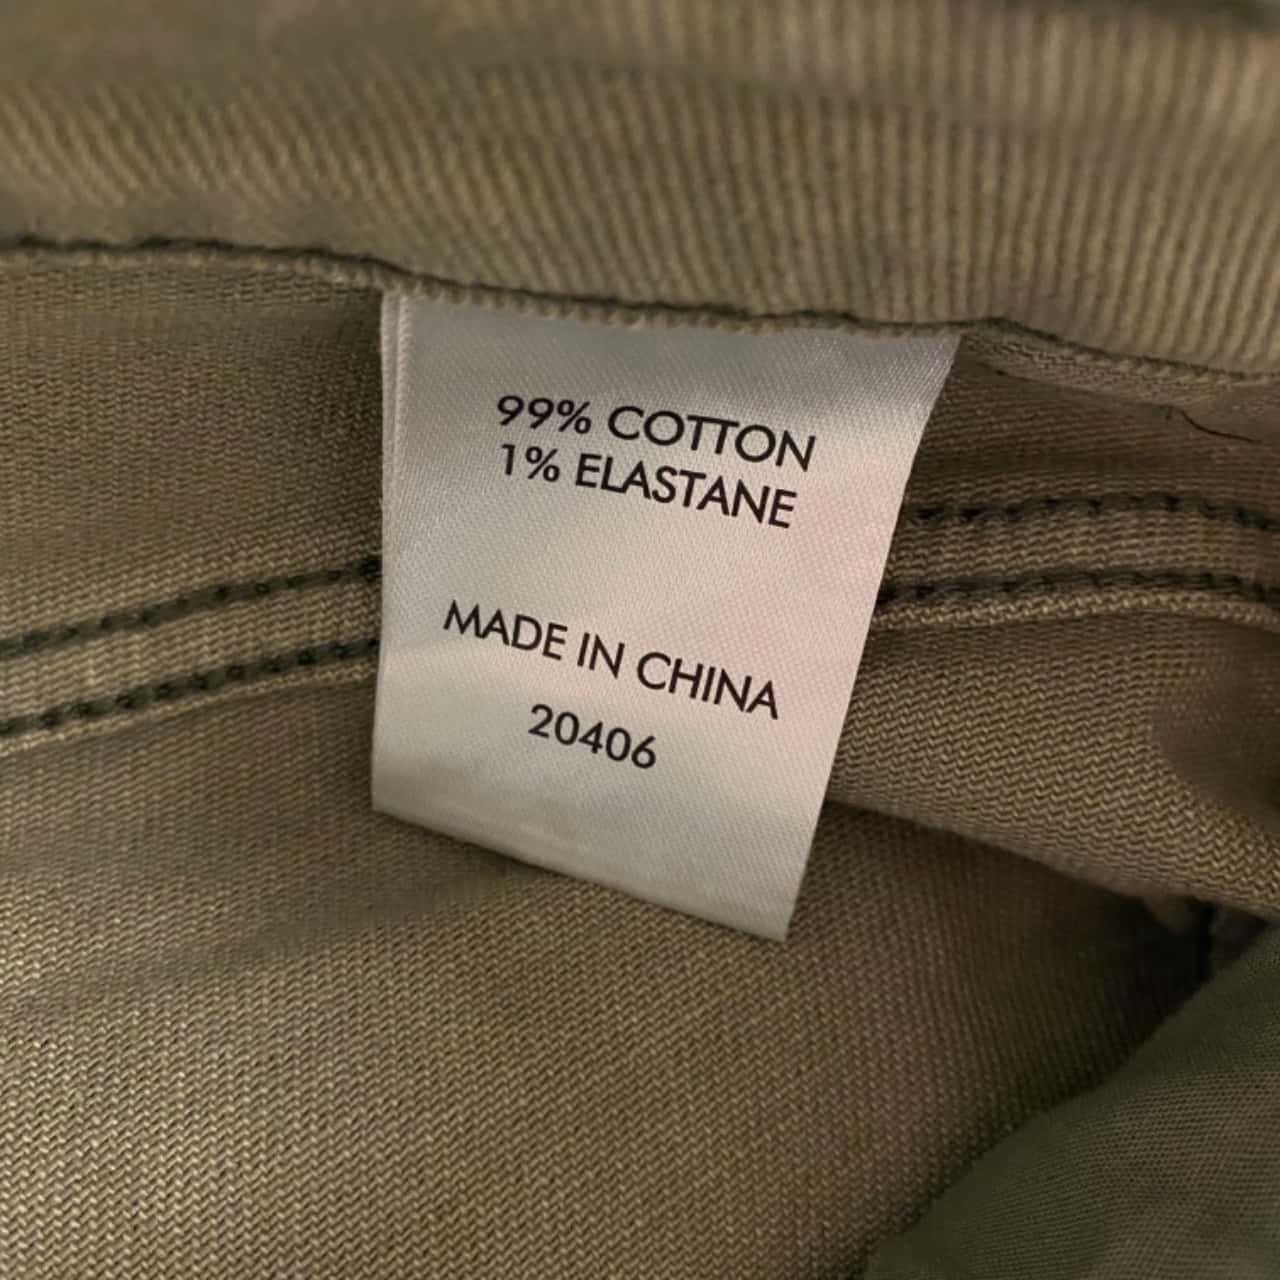 99% COTTON
1% ELASTANE
MADE IN CHINA
20406